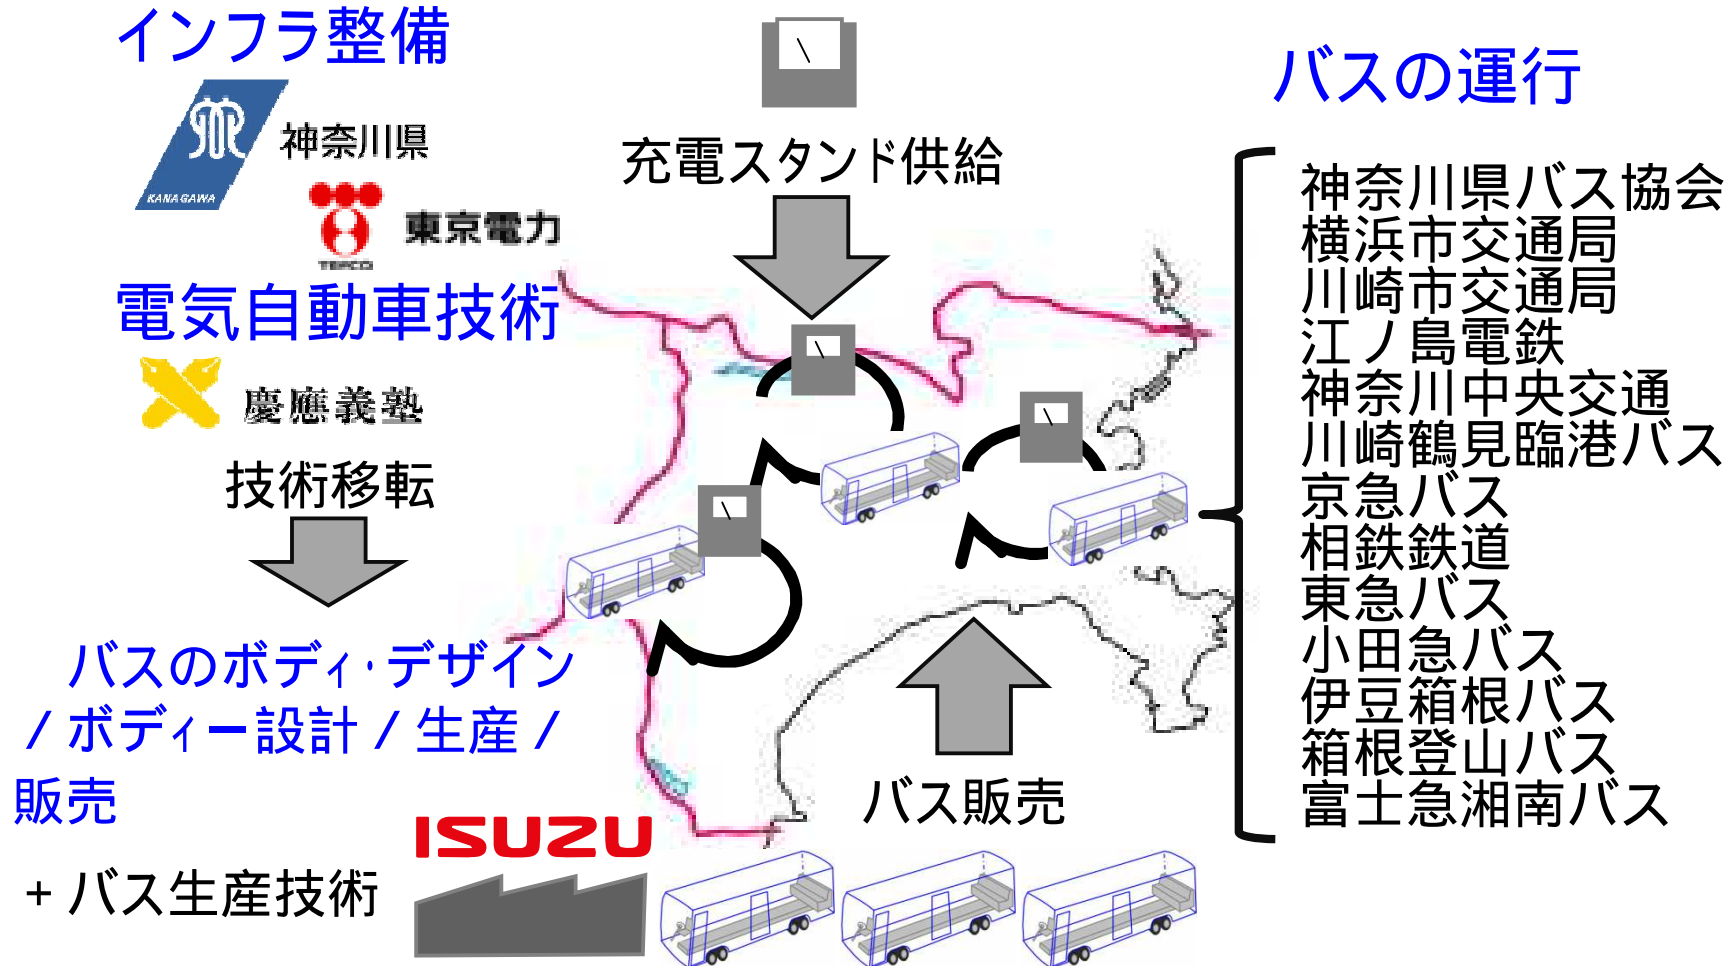 インフラ整備
神奈川県
KANAGAWA
東京電力
TEPCO
電気自動車技術
慶應義塾
技術移転
バスのボディ・デザイン
/ ボディー設計 / 生産 /
販売
ISUZU
+ バス生産技術
充電スタンド供給
バス販売
バスの運行
神奈川県バス協会
横浜市交通局
川崎市交通局
江ノ島電鉄
神奈川中央交通
川崎鶴見臨港バス
京急バス
相鉄鉄道
東急バス
小田急バス
伊豆箱根バス
箱根登山バス
富士急湘南バス